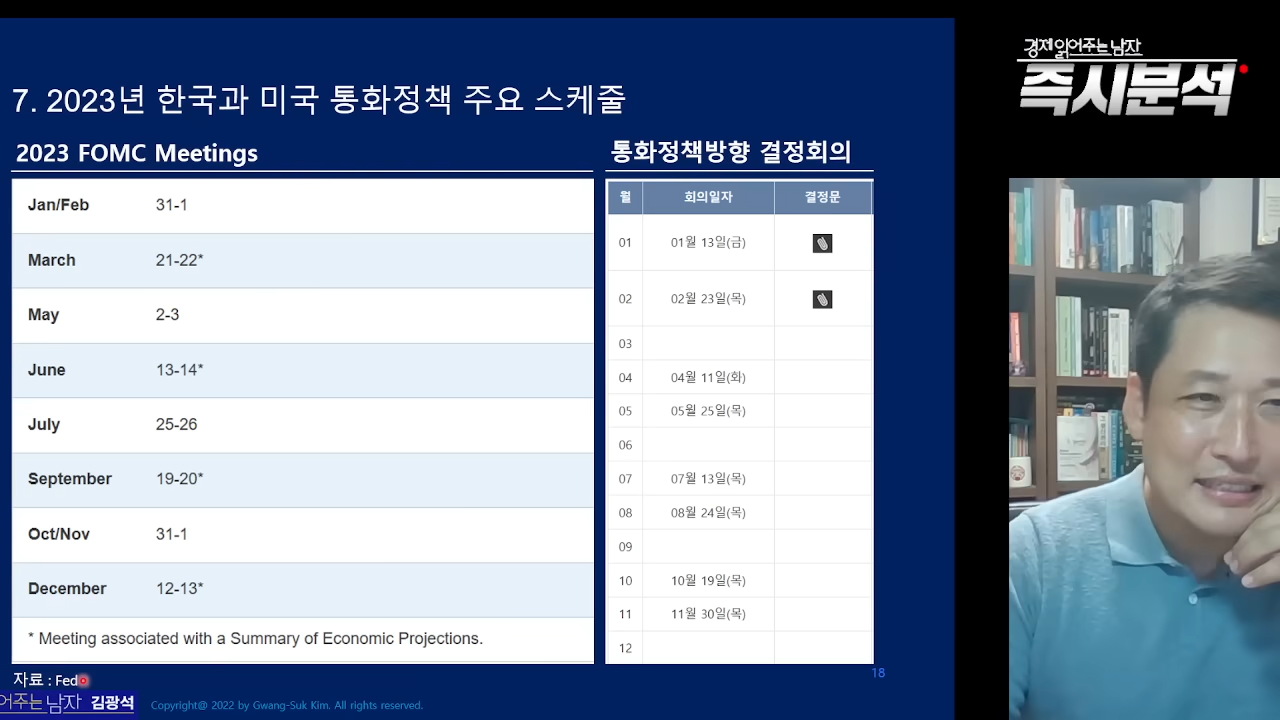 경제 읽어주는 남자
즉시분석
7. 2023년 한국과 미국 통화정책 주요 스케줄
2023 FOMC Meetings
Jan/Feb 31-1
March 21-22*
May 2-3
June 13-14*
July 25-26
September 19-20*
Oct/Nov 31-1
December 12-13*
* Meeting associated with a Summary of Economic Projections.
통화정책방향 결정회의
월 회의일자 결정문
01 01월 13일(금)
02 02월 23일(목)
03
04 04월 11일(화)
05 05월 25일(목)
06
07 07월 13일(목)
08 08월 24일(목)
09
10 10월 19일(목)
11 11월 30일(목)
12
자료 : Fed
18
어주는 남자 김광석
Copyright@ 2022 by Gwang-Suk Kim. All rights reserved.